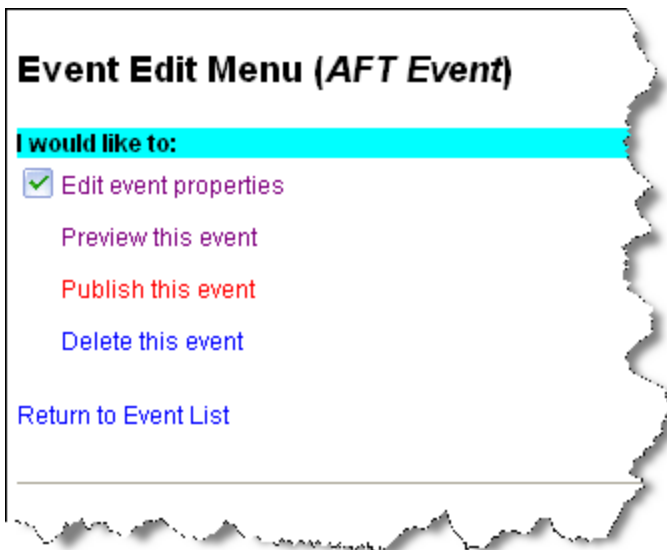 Event Edit Menu (AFT Event)
I would like to:
Edit event properties
Preview this event
Publish this event
Delete this event
Return to Event List